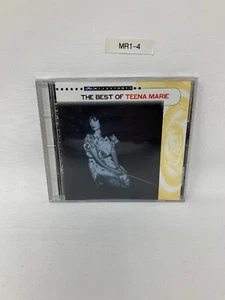 MR1-4
THE BEST OF TEENA MARIE